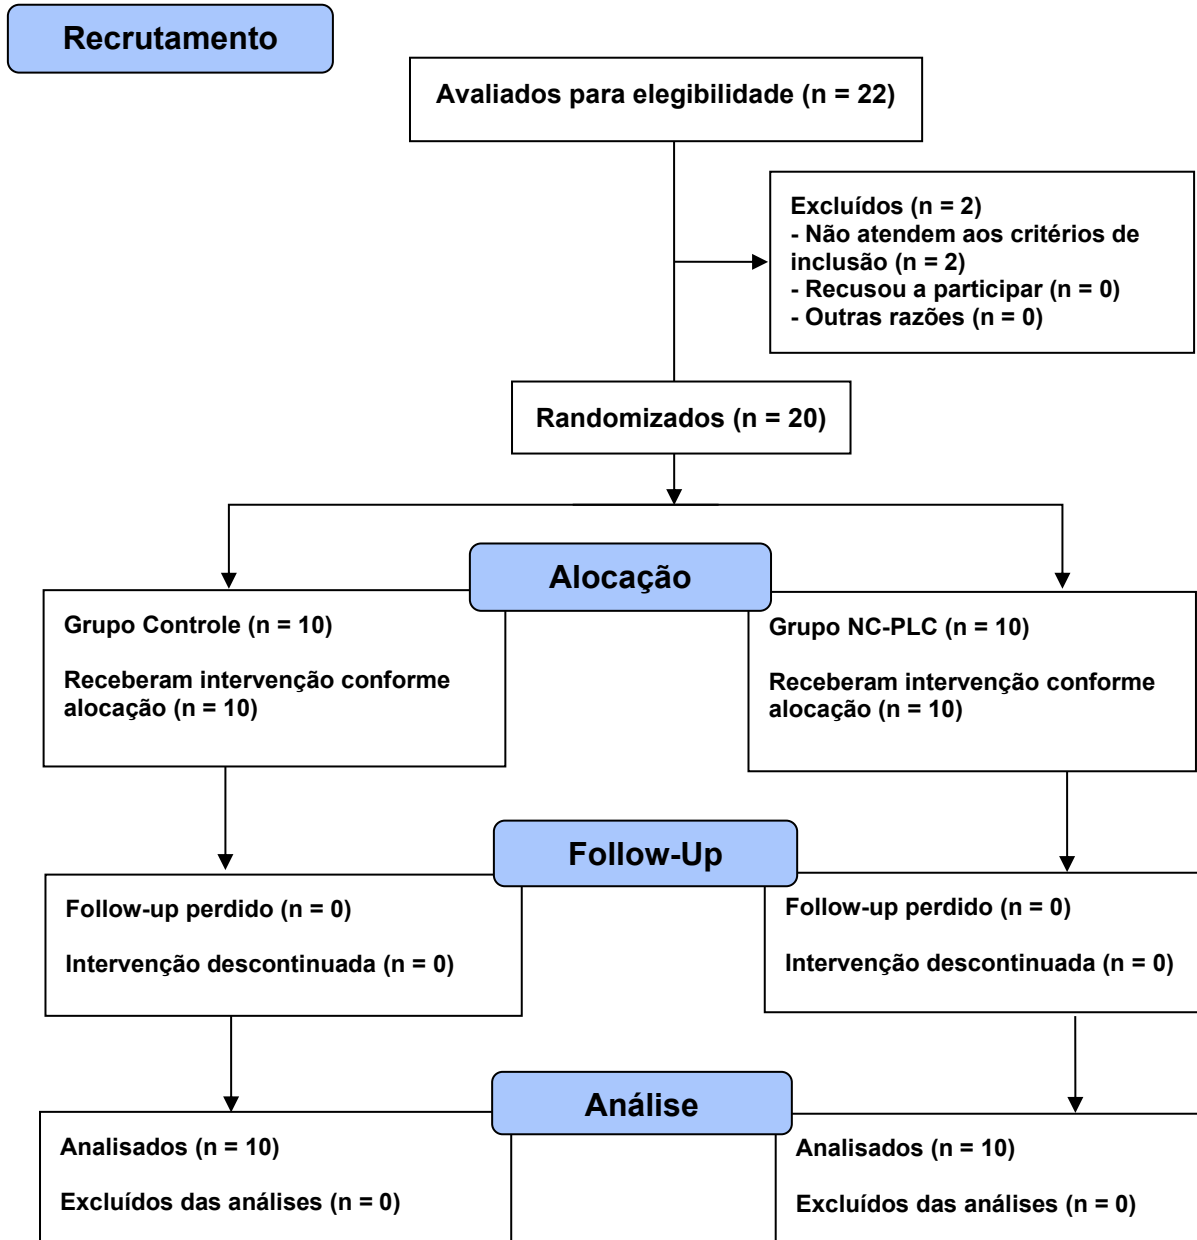 Recrutamento
Avaliados para elegibilidade (n = 22)
Excluídos (n = 2)
- Não atendem aos critérios de
inclusão (n = 2)
- Recusou a participar (n = 0)
- Outras razões (n = 0)
Randomizados (n = 20)
Alocação
Grupo Controle (n = 10)
Receberam intervenção conforme
alocação (n = 10)
Grupo NC-PLC (n = 10)
Receberam intervenção conforme
alocação (n = 10)
Follow-Up
Follow-up perdido (n = 0)
Intervenção descontinuada (n = 0)
Follow-up perdido (n = 0)
Intervenção descontinuada (n = 0)
Análise
Analisados (n = 10)
Excluídos das análises (n = 0)
Analisados (n = 10)
Excluídos das análises (n = 0)